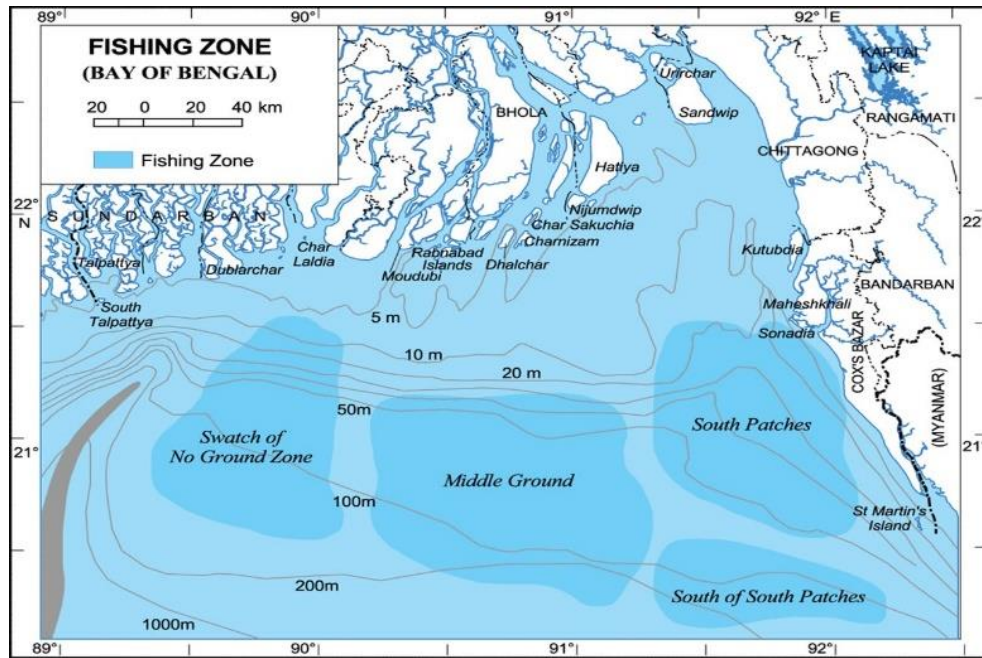 89°
90°
91°
92° E
FISHING ZONE
(BAY OF BENGAL)
20 0 20 40 km
Fishing Zone
KAPTAI
LAKE
Urirchar
Sandwip
BHOLA
RANGAMATI
CHITTAGONG
Hatiya
22°
N
22°
SUNDARBAN
Nijumdwip
Char Sakuchia
Charnizam
Char
Laldia
Rabnabad
Islands
Dhalchar
Moudubi
Kutubdia
Talpattya
Dublarchar
South
Talpattya
BANDARBAN
Maheshkhali
Sonadia
COX'S BAZAR
5 m
10 m
20 m
50m
(MYANMAR)
South Patches
Swatch of
No Ground Zone
21°
21°
Middle Ground
100m
St Martin's
Island
200m
South of South Patches
1000m
89°
90°
91°
92°